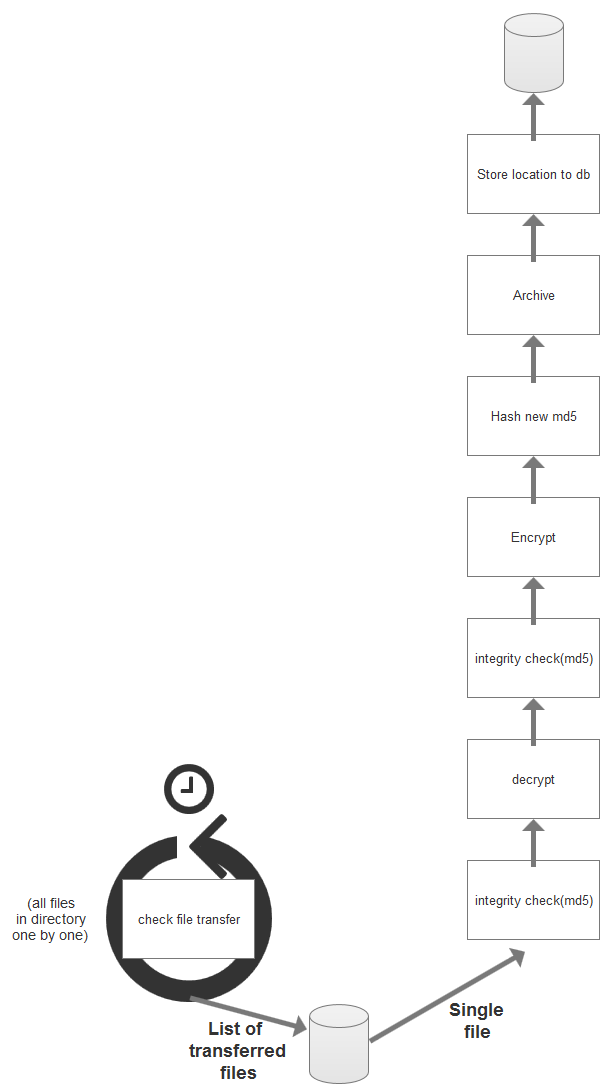 Store location to db
Archive
Hash new md5
Encrypt
integrity check(md5)
decrypt
integrity check(md5)
(all files
in directory
one by one)
check file transfer
List of
transferred
files
Single
file